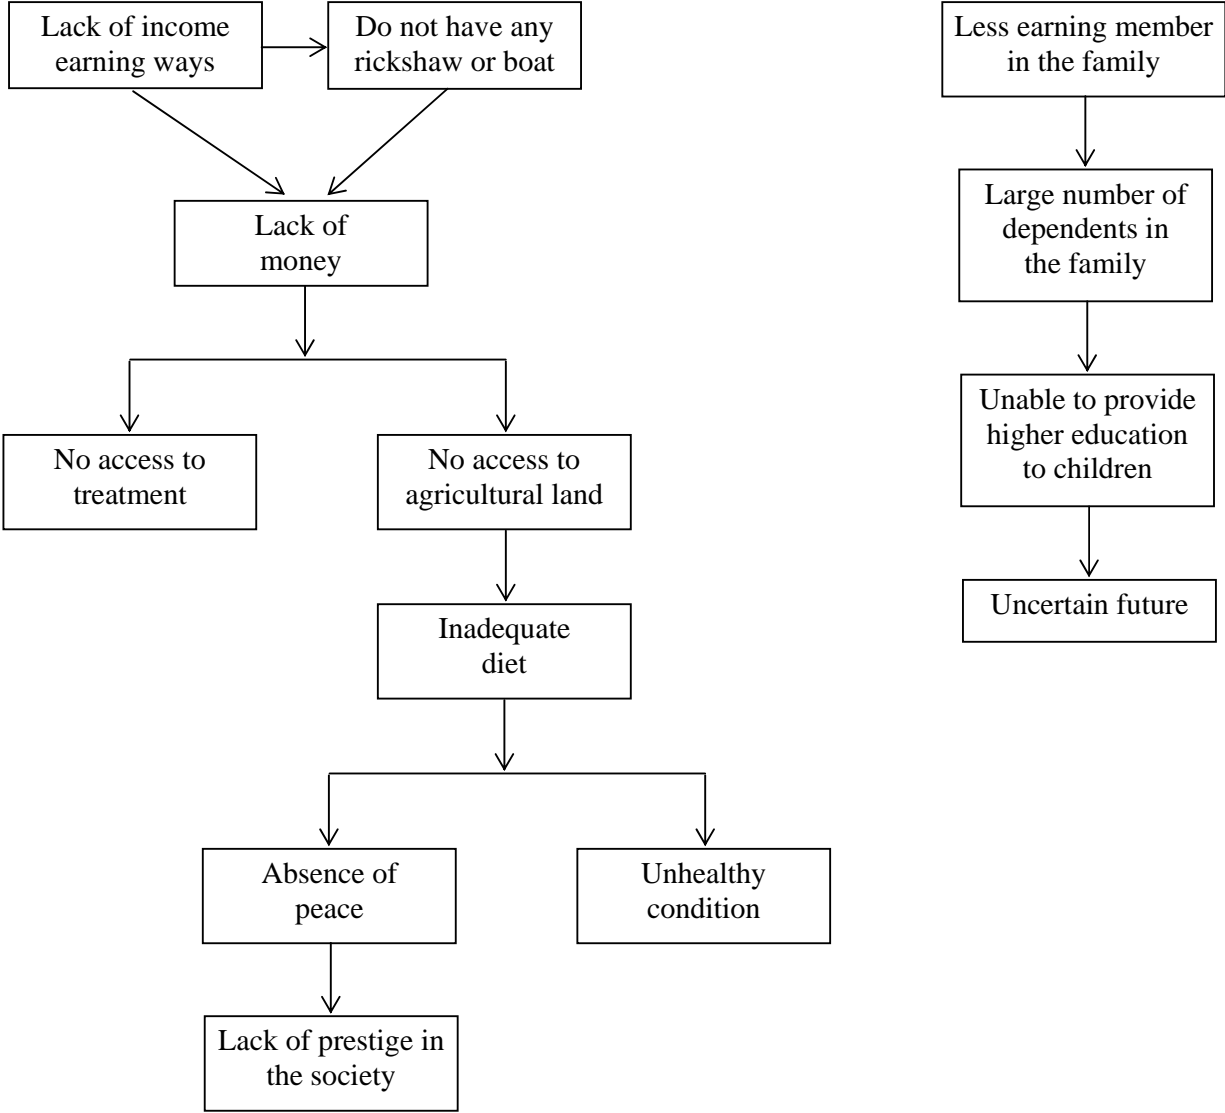 Lack of income
earning ways
Do not have any
rickshaw or boat
Less earning member
in the family
Lack of
money
Large number of
dependents in
the family
No access to
treatment
No access to
agricultural land
Unable to provide
higher education
to children
Inadequate
diet
Uncertain future
Absence of
peace
Unhealthy
condition
Lack of prestige in
the society